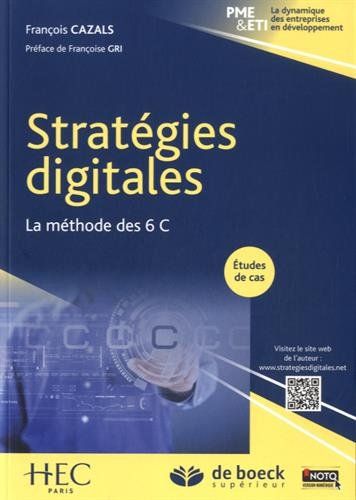 François CAZALS
Préface de Françoise GRI
PME
&ETI
La dynamique
des entreprises
en développement
Stratégies
digitales
La méthode des 6 C
Études
de cas
C C C C
Visitez le site web
de l'auteur :
www.strategiesdigitales.net
HEC
PARIS
de boeck
supérieur
NOTO
VERSION NUMÉRIQUE